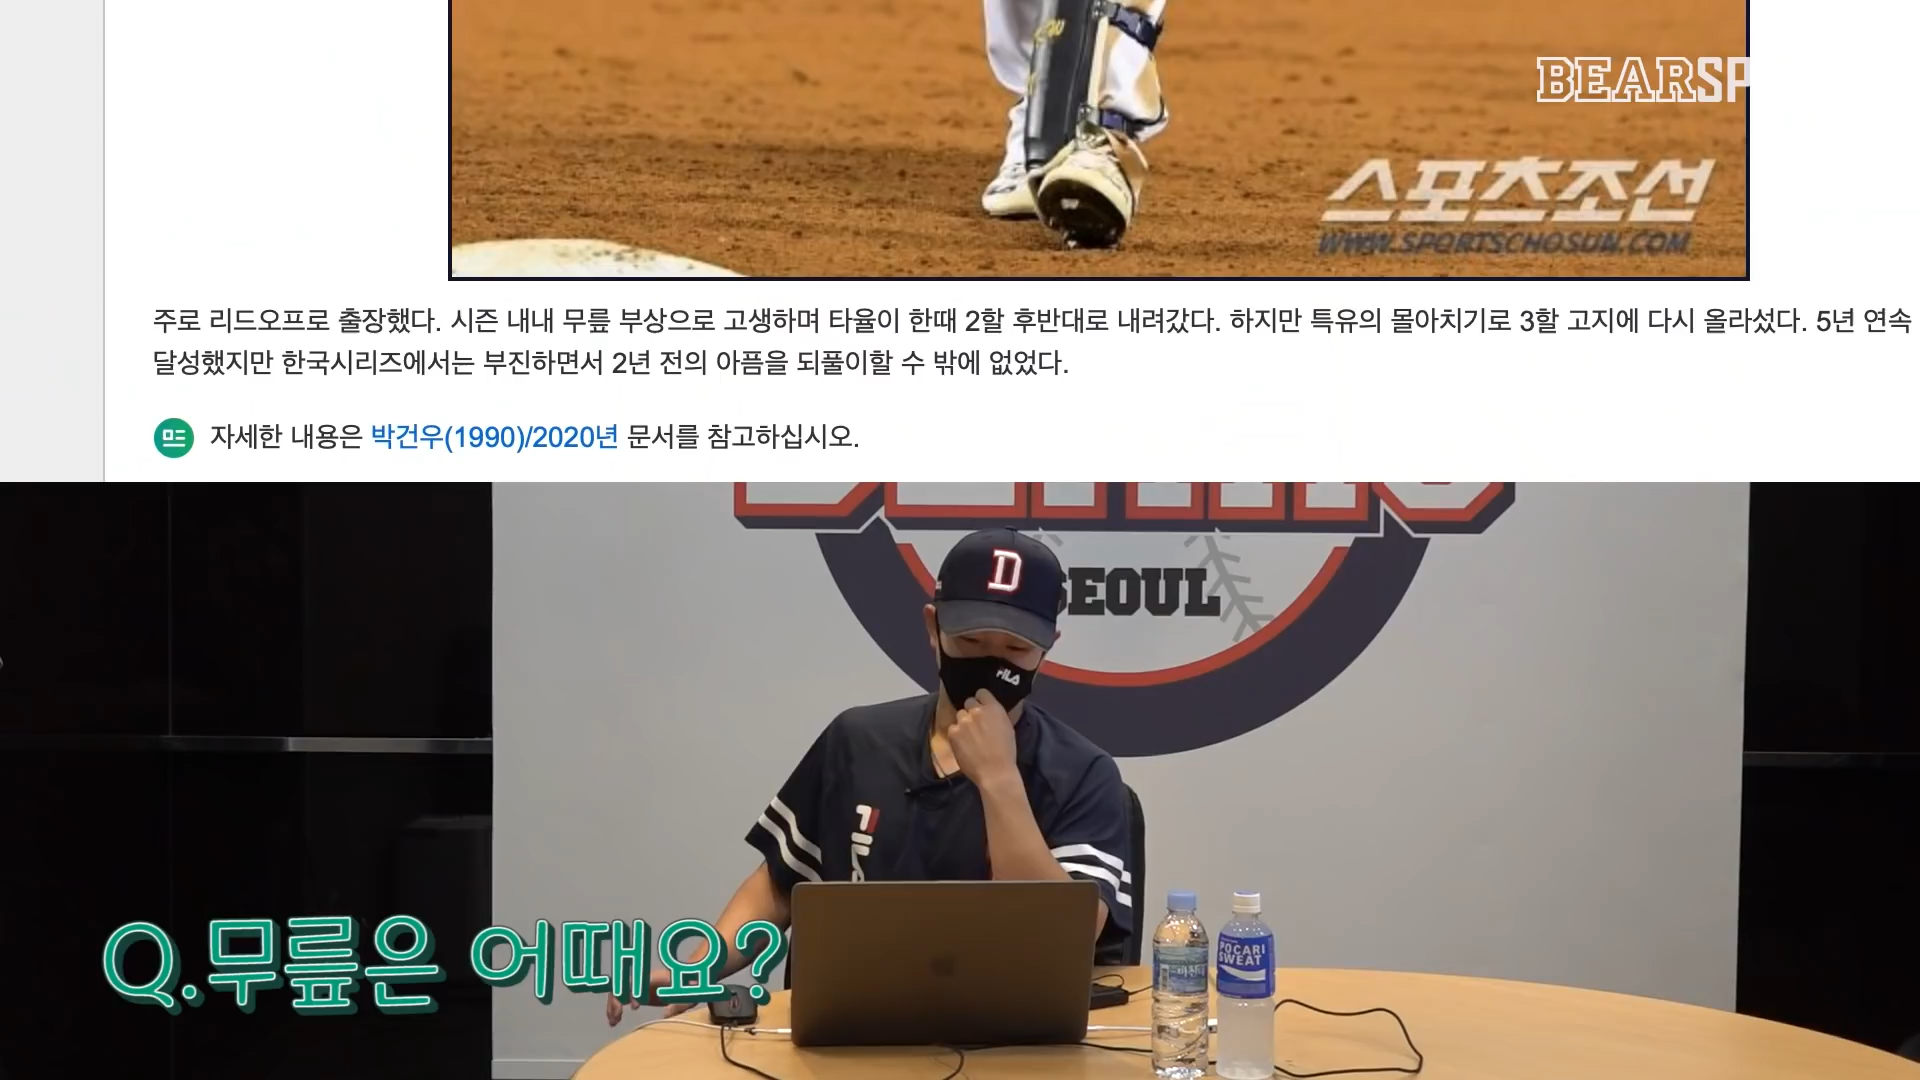 BEARSP
스포츠조선
WWW.SPORTSCHOSUN.COM
주로 리드오프로 출장했다. 시즌 내내 무릎 부상으로 고생하며 타율이 한때 2할 후반대로 내려갔다. 하지만 특유의 몰아치기로 3할 고지에 다시 올라섰다. 5년 연속
달성했지만 한국시리즈에서는 부진하면서 2년 전의 아픔을 되풀이할 수 밖에 없었다.
자세한 내용은 박건우(1990)/2020년 문서를 참고하십시오.
D
SEOUL
FILA
FILA
Q.무릎은 어때요?
POCARI
SWEAT